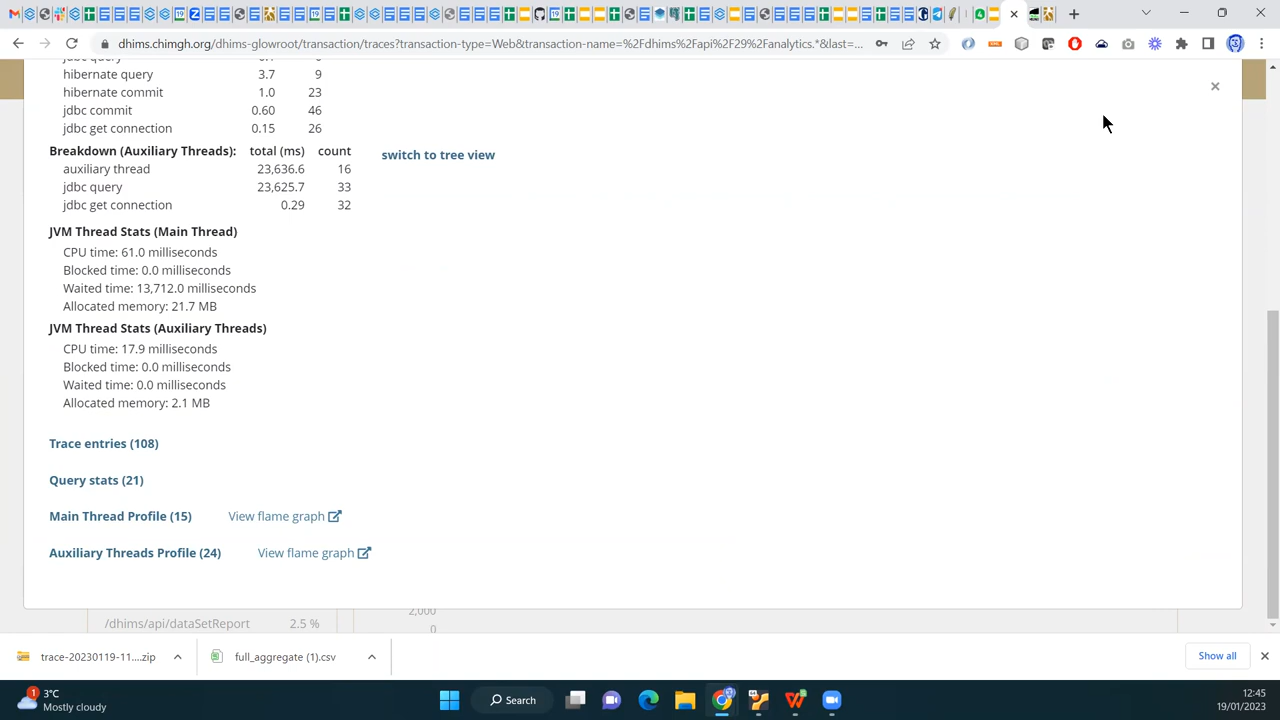 dhims.chimgh.org/dhims-glowroot/transaction/traces?transaction-type=Web&transaction-name=%2Fdhims%2Fapi%2F29%2Fanalytics.*&last=...
hibernate query 3.7 9
hibernate commit 1.0 23
jdbc commit 0.60 46
jdbc get connection 0.15 26
Breakdown (Auxiliary Threads): total (ms) count switch to tree view
auxiliary thread 23,636.6 16
jdbc query 23,625.7 33
jdbc get connection 0.29 32
JVM Thread Stats (Main Thread)
CPU time: 61.0 milliseconds
Blocked time: 0.0 milliseconds
Waited time: 13,712.0 milliseconds
Allocated memory: 21.7 MB
JVM Thread Stats (Auxiliary Threads)
CPU time: 17.9 milliseconds
Blocked time: 0.0 milliseconds
Waited time: 0.0 milliseconds
Allocated memory: 2.1 MB
Trace entries (108)
Query stats (21)
Main Thread Profile (15) View flame graph
Auxiliary Threads Profile (24) View flame graph
2,000
/dhims/api/dataSetReport 2.5 % 0
trace-20230119-11....zip full_aggregate (1).csv Show all
1
3°C
Mostly cloudy
Search
12:45
19/01/2023